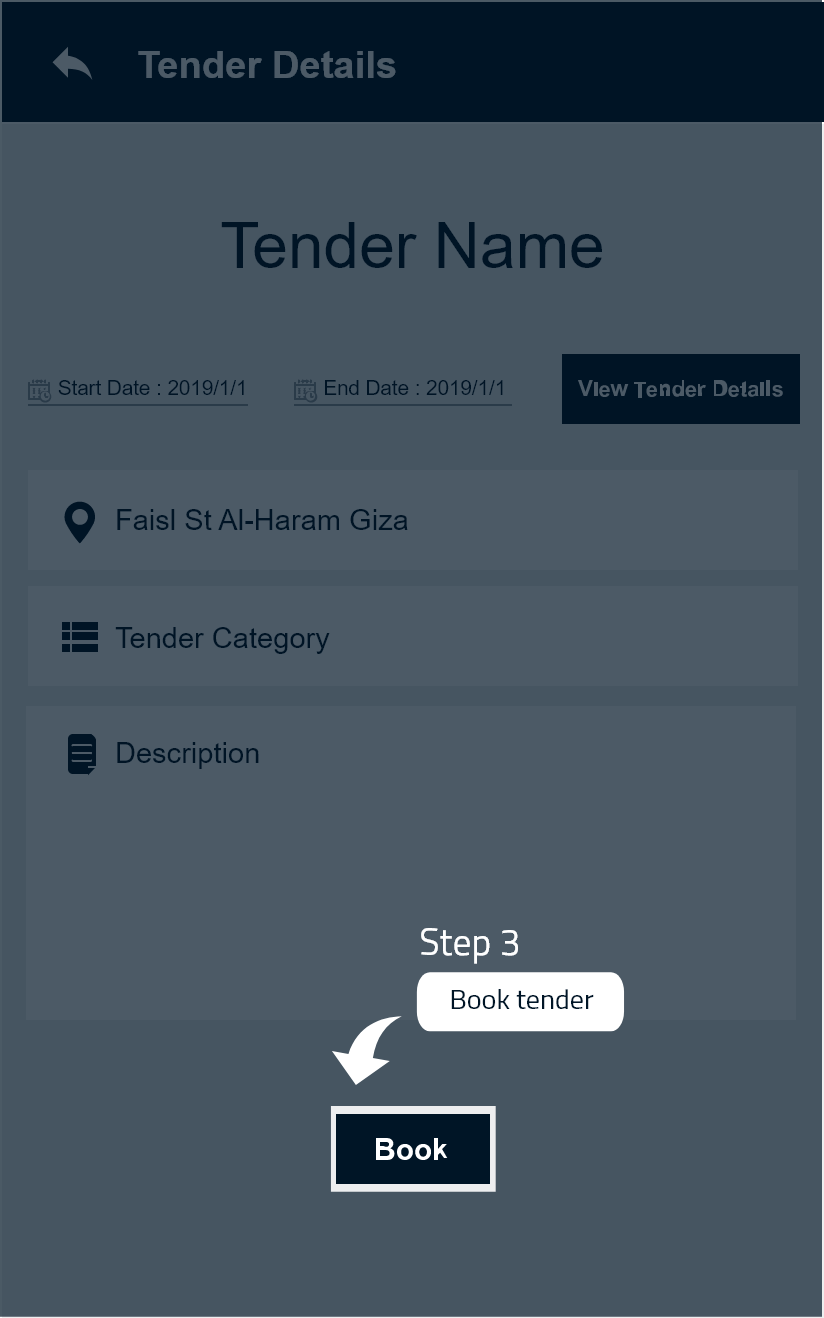 Tender Details
Tender Name
Start Date : 2019/1/1
End Date : 2019/1/1
View Tender Details
Faisl St Al-Haram Giza
Tender Category
Description
Step 3
Book tender
Book